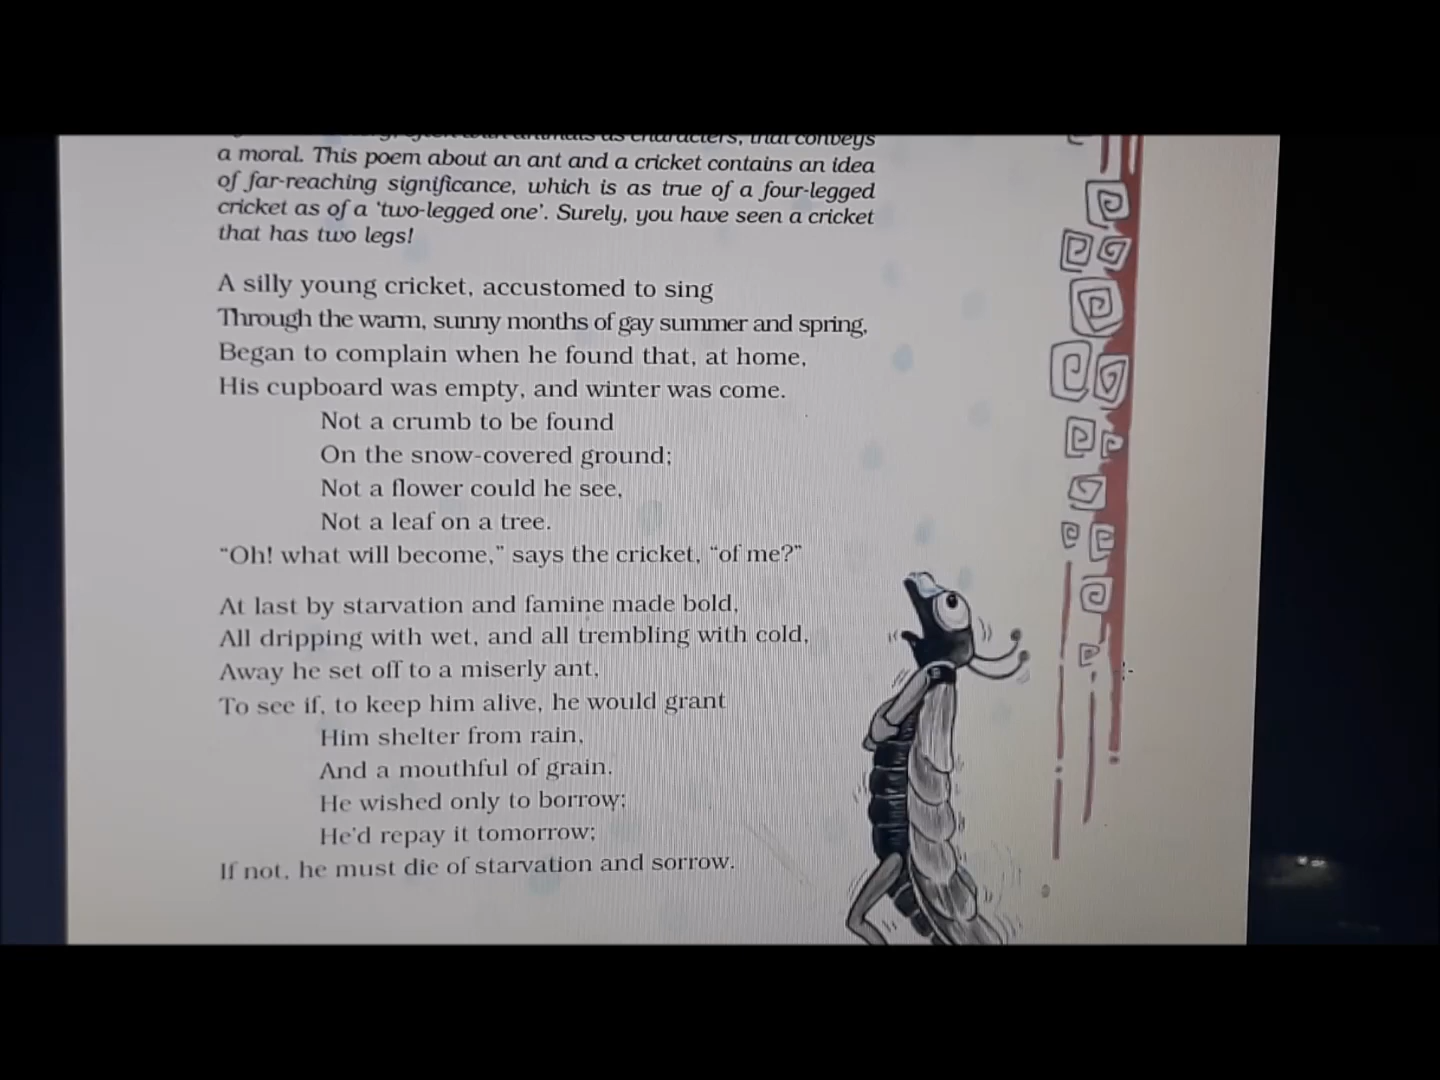 often with animals as characters, that conveys
a moral. This poem about an ant and a cricket contains an idea
of far-reaching significance, which is as true of a four-legged
cricket as of a ‘two-legged one’. Surely, you have seen a cricket
that has two legs!
A silly young cricket, accustomed to sing
Through the warm, sunny months of gay summer and spring,
Began to complain when he found that, at home,
His cupboard was empty, and winter was come.
Not a crumb to be found
On the snow-covered ground;
Not a flower could he see,
Not a leaf on a tree.
“Oh! what will become,” says the cricket, “of me?”
At last by starvation and famine made bold,
All dripping with wet, and all trembling with cold,
Away he set off to a miserly ant,
To see if, to keep him alive, he would grant
Him shelter from rain,
And a mouthful of grain.
He wished only to borrow;
He’d repay it tomorrow;
If not, he must die of starvation and sorrow.